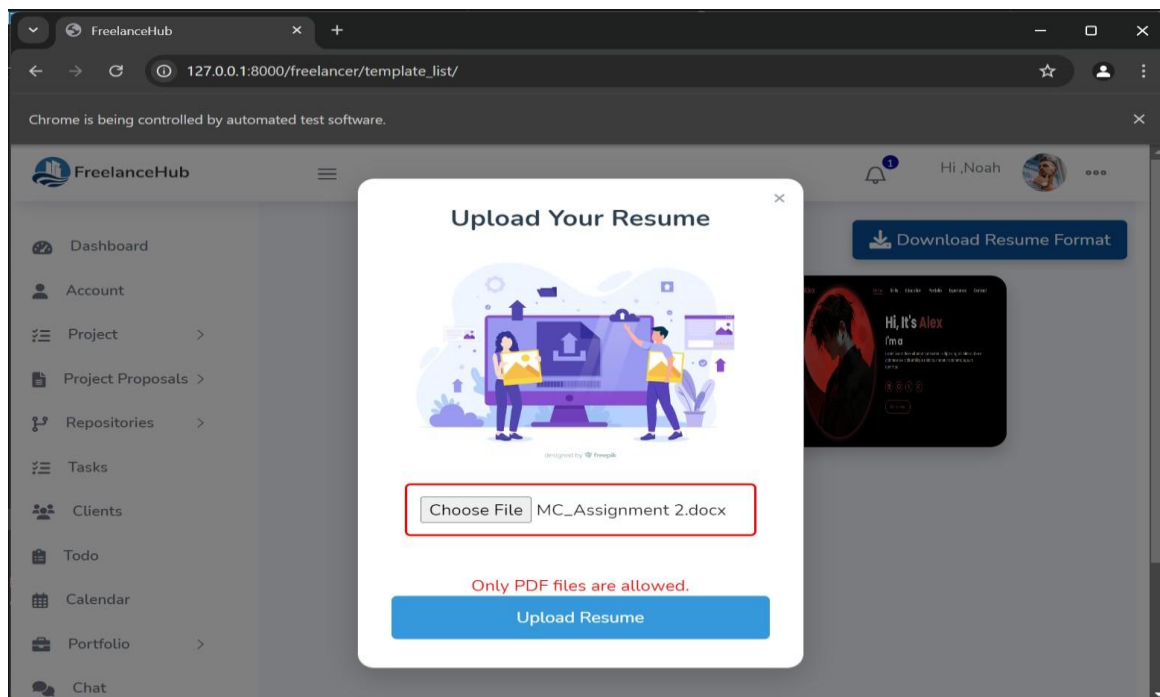 FreelanceHub
127.0.0.1:8000/freelancer/template_list/
Chrome is being controlled by automated test software.
FreelanceHub
1
Hi ,Noah
Upload Your Resume
Download Resume Format
Dashboard
Account
Project
Project Proposals
Repositories
Tasks
Clients
Todo
Calendar
Portfolio
Chat
designed by freepik
Choose File MC_Assignment 2.docx
Only PDF files are allowed.
Upload Resume
Hi, It's Alex
I'm a